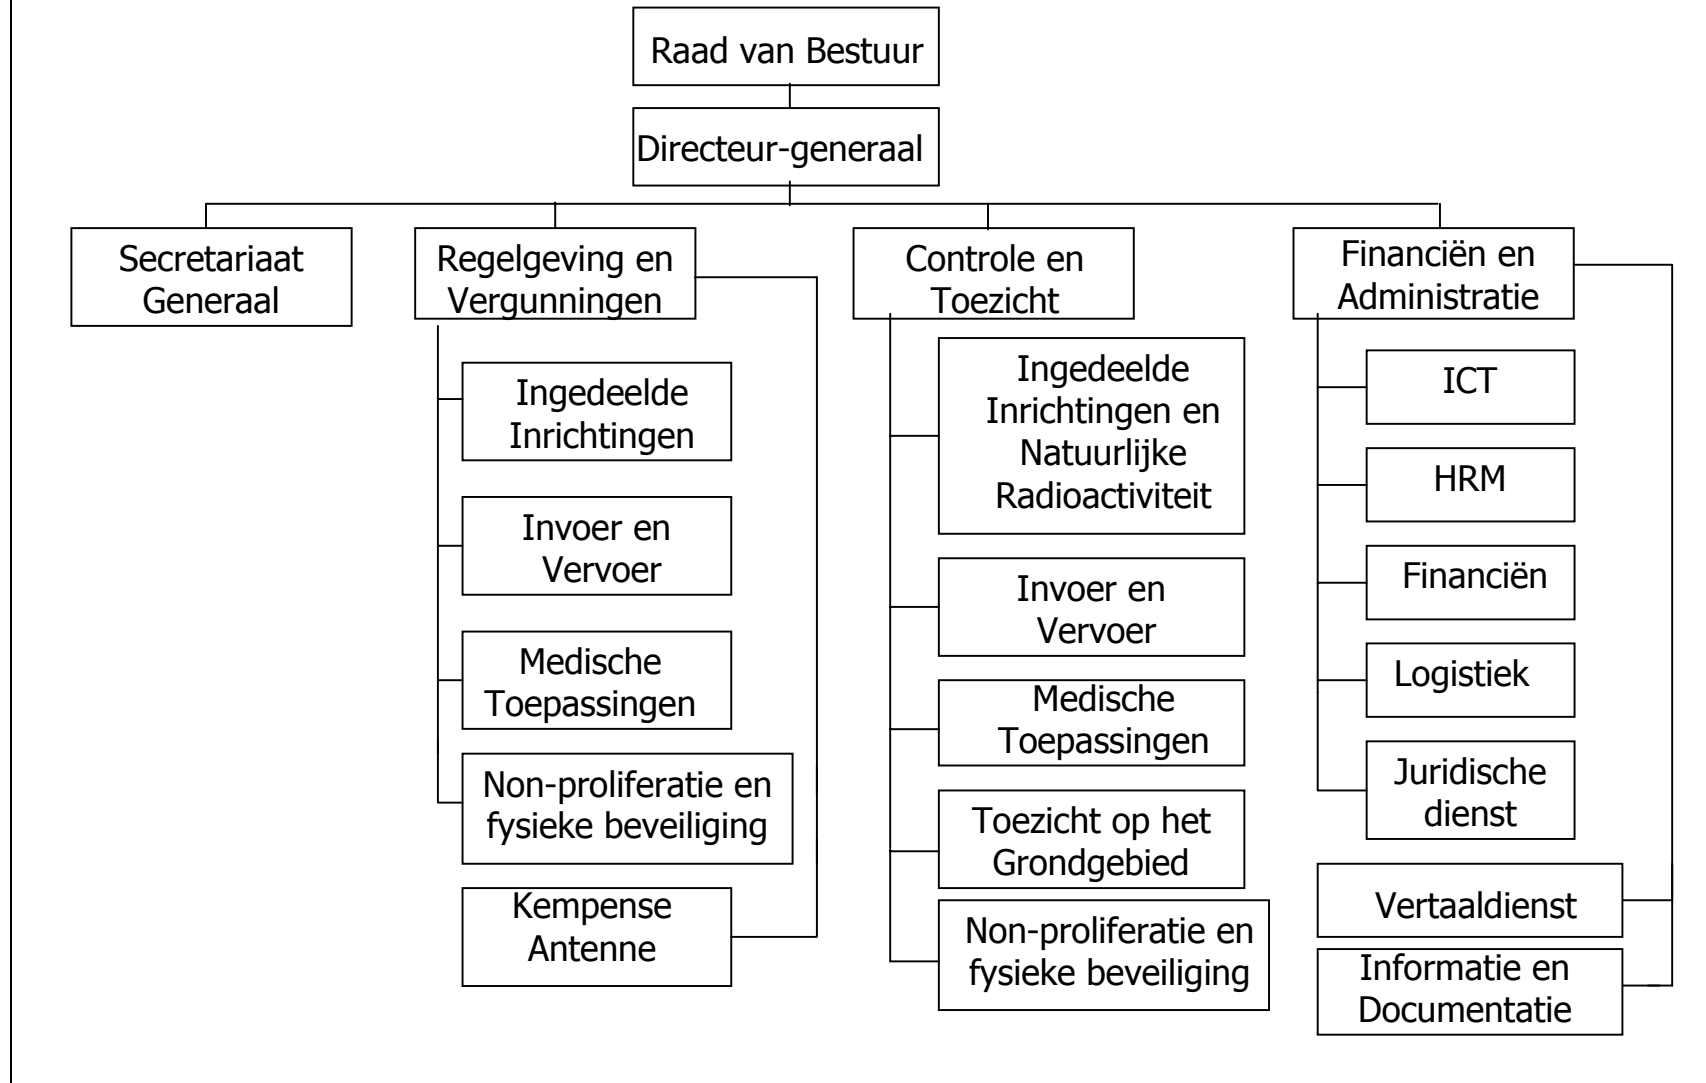 Raad van Bestuur
Directeur-generaal
Secretariaat
Generaal
Regelgeving en
Vergunningen
Ingedeelde
Inrichtingen
Invoer en
Vervoer
Medische
Toepassingen
Non-proliferatie en
fysieke beveiliging
Kempense
Antenne
Controle en
Toezicht
Ingedeelde
Inrichtingen en
Natuurlijke
Radioactiviteit
Invoer en
Vervoer
Medische
Toepassingen
Toezicht op het
Grondgebied
Non-proliferatie en
fysieke beveiliging
Financiën en
Administratie
ICT
HRM
Financiën
Logistiek
Juridische
dienst
Vertaaldienst
Informatie en
Documentatie